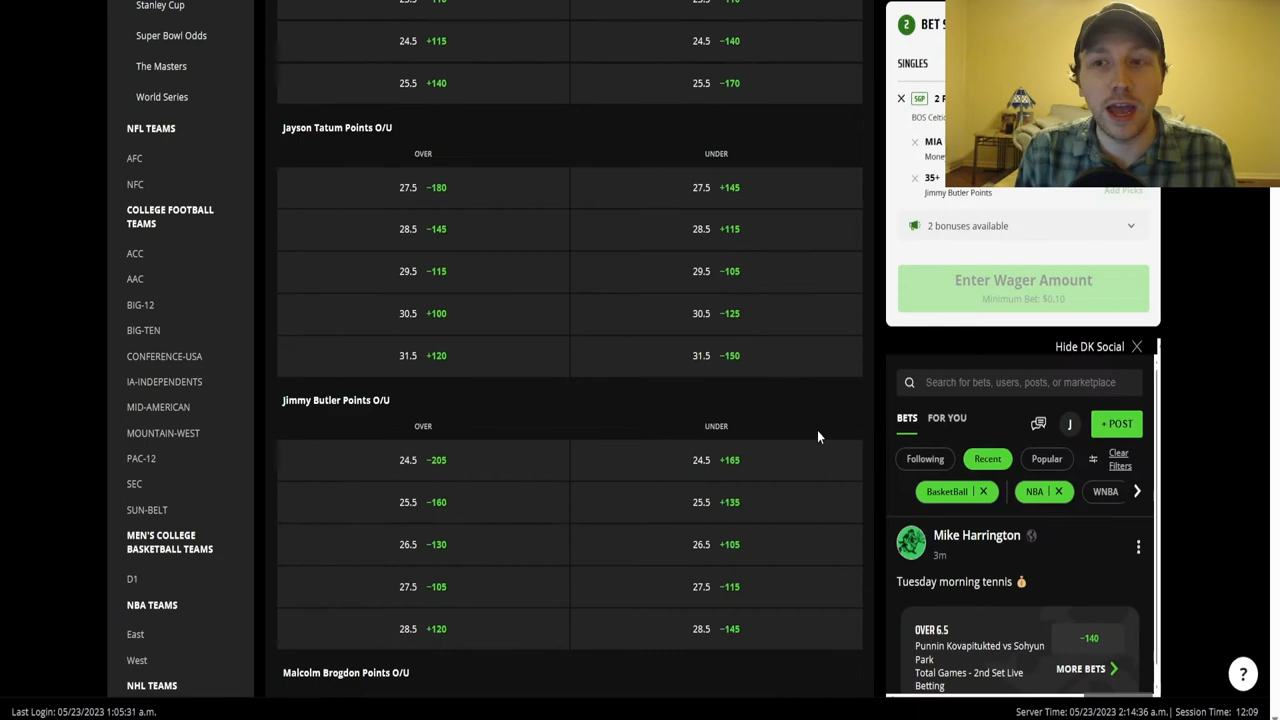 Stanley Cup
Super Bowl Odds
The Masters
World Series
NFL TEAMS
AFC
NFC
COLLEGE FOOTBALL
TEAMS
ACC
AAC
BIG-12
BIG-TEN
CONFERENCE-USA
IA-INDEPENDENTS
MID-AMERICAN
MOUNTAIN-WEST
PAC-12
SEC
SUN-BELT
MEN'S COLLEGE
BASKETBALL TEAMS
D1
NBA TEAMS
East
West
NHL TEAMS
24.5 +115 24.5 −140
25.5 +140 25.5 −170
Jayson Tatum Points O/U
OVER UNDER
27.5 −180 27.5 +145
28.5 −145 28.5 +115
29.5 −115 29.5 −105
30.5 +100 30.5 −125
31.5 +120 31.5 −150
Jimmy Butler Points O/U
OVER UNDER
24.5 −205 24.5 +165
25.5 −160 25.5 +135
26.5 −130 26.5 +105
27.5 −105 27.5 −115
28.5 +120 28.5 −145
Malcolm Brogdon Points O/U
2 BET
SINGLES
SGP 2
BOS
MIA
35+
Jimmy Butler Points
Add Picks
2 bonuses available
Enter Wager Amount
Minimum Bet: $0.10
Hide DK Social
Search for bets, users, posts, or marketplace
BETS FOR YOU
J
+ POST
Following Recent Popular
Clear
Filters
BasketBall NBA WNBA
Mike Harrington
3m
Tuesday morning tennis
OVER 6.5
−140
Punnin Kovapitukted vs Sohyun
Park
Total Games - 2nd Set Live
Betting
MORE BETS
?
Last Login: 05/23/2023 1:05:31 a.m.
Server Time: 05/23/2023 2:14:36 a.m. | Session Time: 12:09